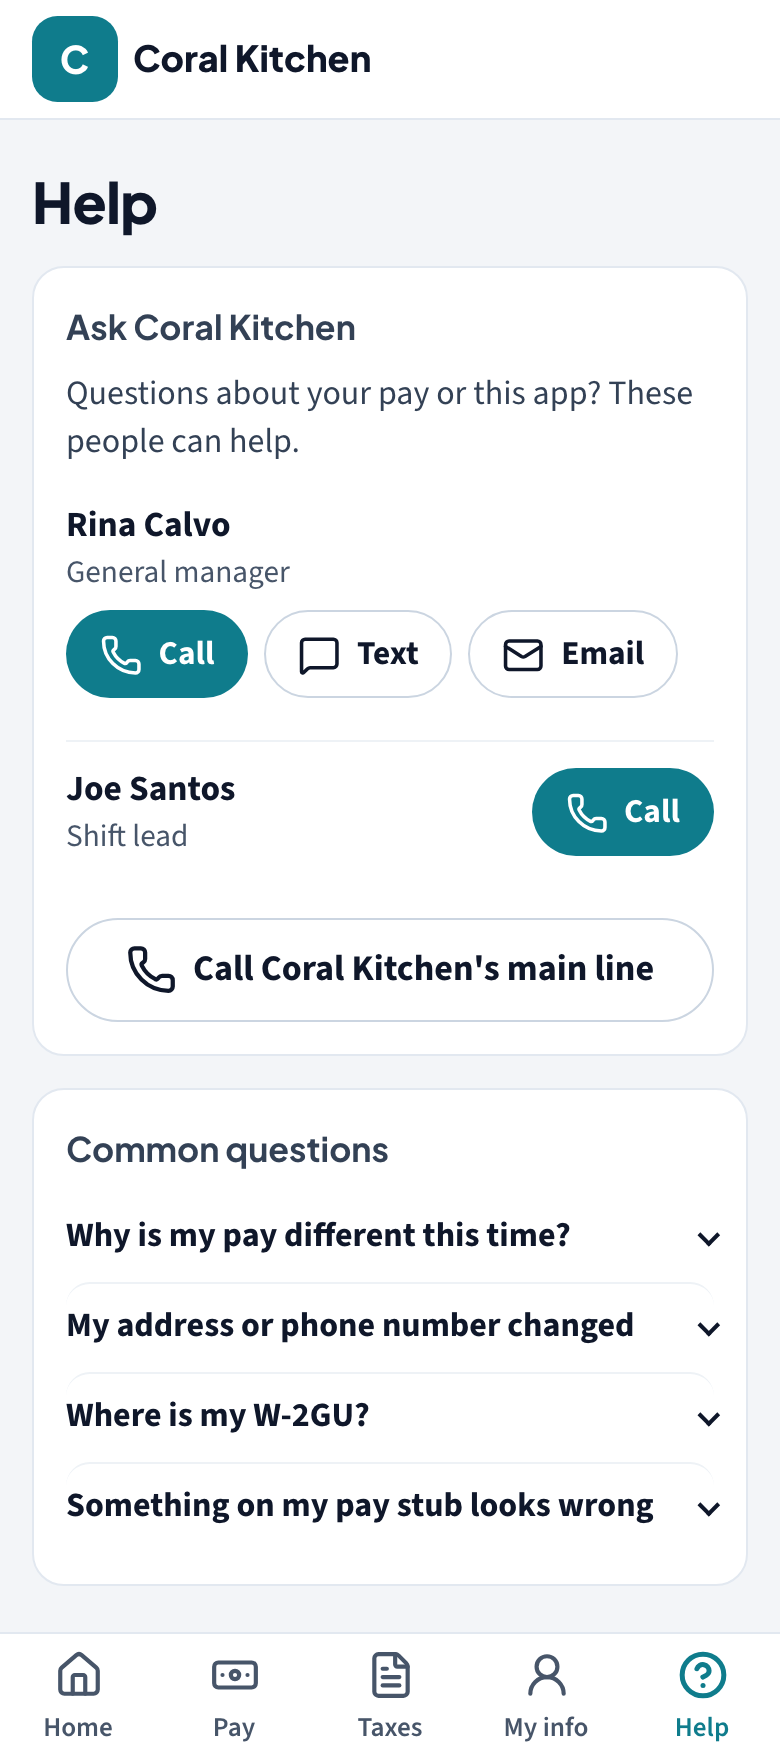 C
Coral Kitchen
Help
Ask Coral Kitchen
Questions about your pay or this app? These
people can help.
Rina Calvo
General manager
Call
Text
Email
Joe Santos
Shift lead
Call
Call Coral Kitchen's main line
Common questions
Why is my pay different this time?
My address or phone number changed
Where is my W-2GU?
Something on my pay stub looks wrong
Home
Pay
Taxes
My info
Help